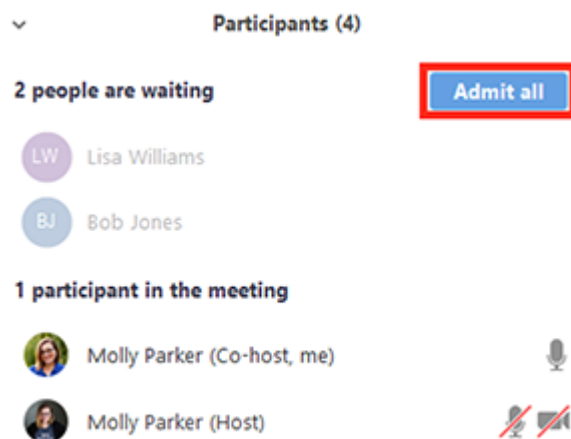 Participants (4)
2 people are waiting
Admit all
LW
Lisa Williams
BJ
Bob Jones
1 participant in the meeting
Molly Parker (Co-host, me)
Molly Parker (Host)